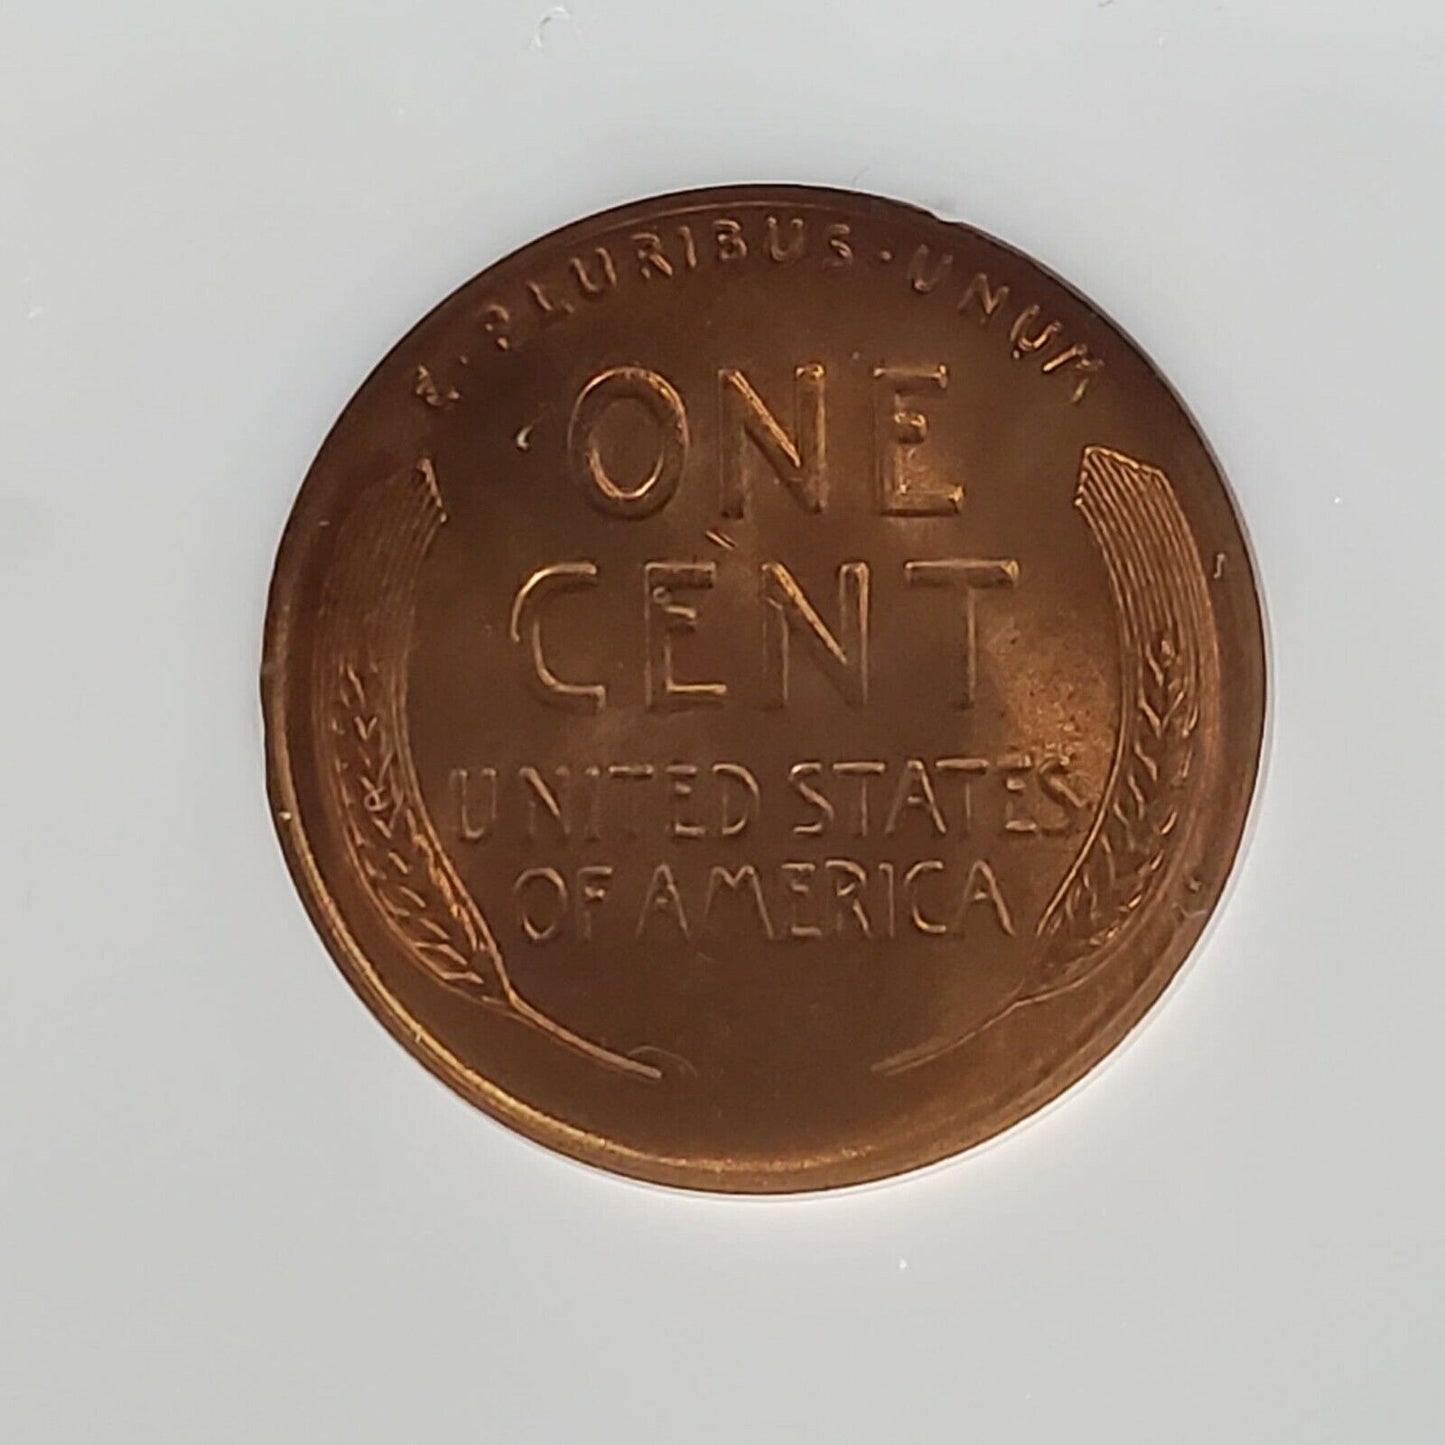 E · PLURIBUS · UNUM
ONE
CENT
UNITED STATES
OF AMERICA